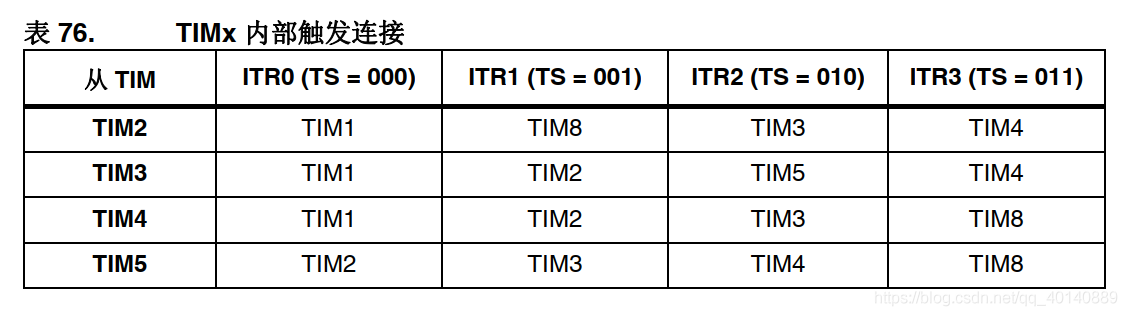 表 76. TIMx 内部触发连接
从 TIM ITR0 (TS = 000) ITR1 (TS = 001) ITR2 (TS = 010) ITR3 (TS = 011)
TIM2 TIM1 TIM8 TIM3 TIM4
TIM3 TIM1 TIM2 TIM5 TIM4
TIM4 TIM1 TIM2 TIM3 TIM8
TIM5 TIM2 TIM3 TIM4 TIM8
https://blog.csdn.net/qq_40140889